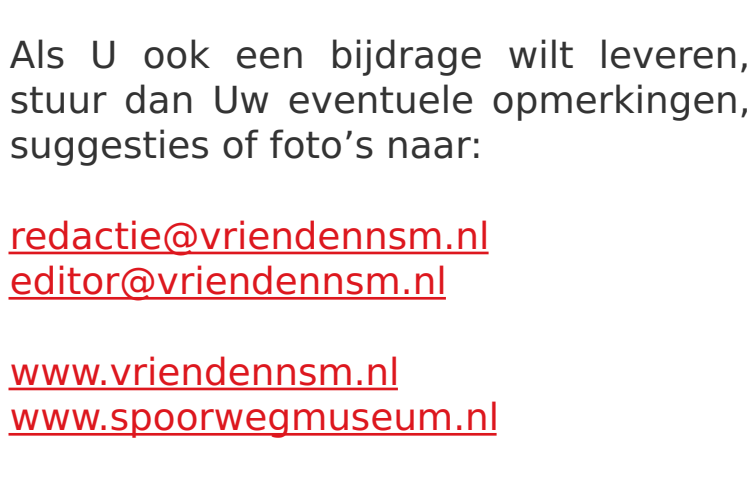 Als U ook een bijdrage wilt leveren,
stuur dan Uw eventuele opmerkingen,
suggesties of foto’s naar:
redactie@vriendennsm.nl
editor@vriendennsm.nl
www.vriendennsm.nl
www.spoorwegmuseum.nl